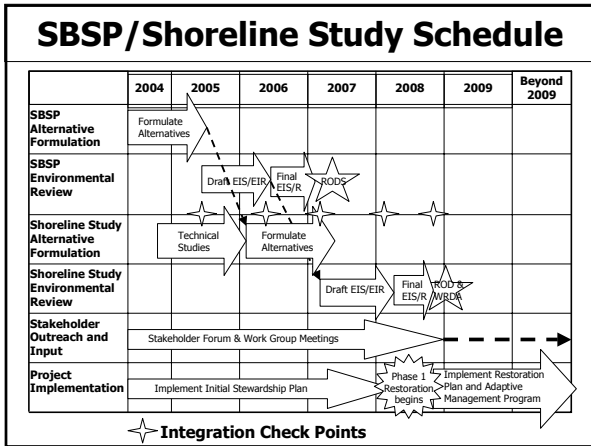 SBSP/Shoreline Study Schedule
2004 2005 2006 2007 2008 2009 Beyond
2009
SBSP
Alternative
Formulation
Formulate
Alternatives
SBSP
Environmental
Review
Draft EIS/EIR
Final
EIS/R
RODS
Shoreline Study
Alternative
Formulation
Technical
Studies
Formulate
Alternatives
Shoreline Study
Environmental
Review
Draft EIS/EIR
Final
EIS/R
ROD &
WRDA
Stakeholder
Outreach and
Input
Stakeholder Forum & Work Group Meetings
Project
Implementation
Implement Initial Stewardship Plan
Phase 1
Restoration
begins
Implement Restoration
Plan and Adaptive
Management Program
Integration Check Points